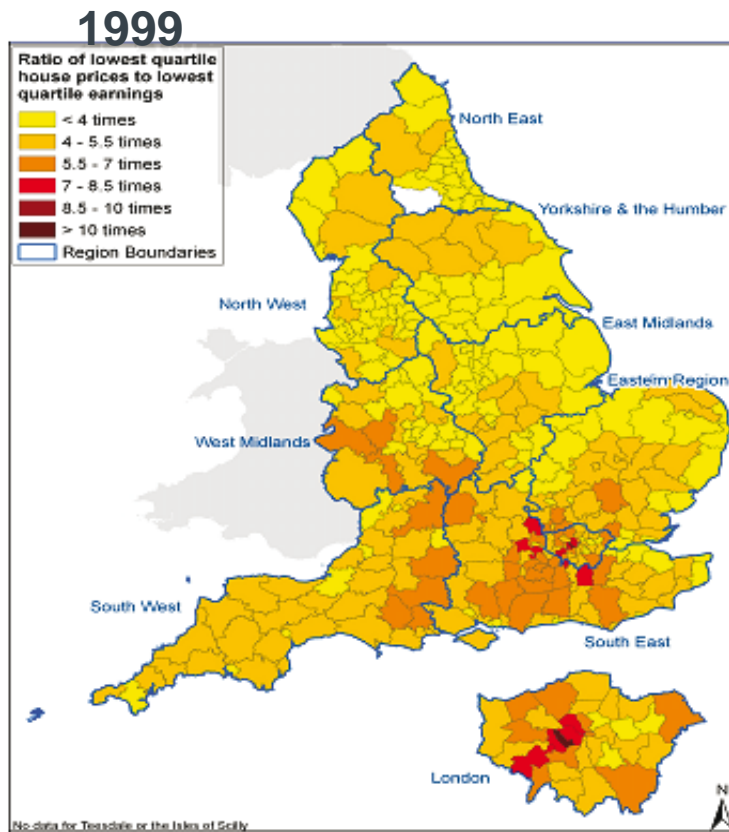 1999
Ratio of lowest quartile
house prices to lowest
quartile earnings
< 4 times
4 - 5.5 times
5.5 - 7 times
7 - 8.5 times
8.5 - 10 times
> 10 times
Region Boundaries
North East
Yorkshire & the Humber
North West
East Midlands
Eastern Region
West Midlands
South West
South East
London
N
No data for Teesdale or the Isles of Scilly